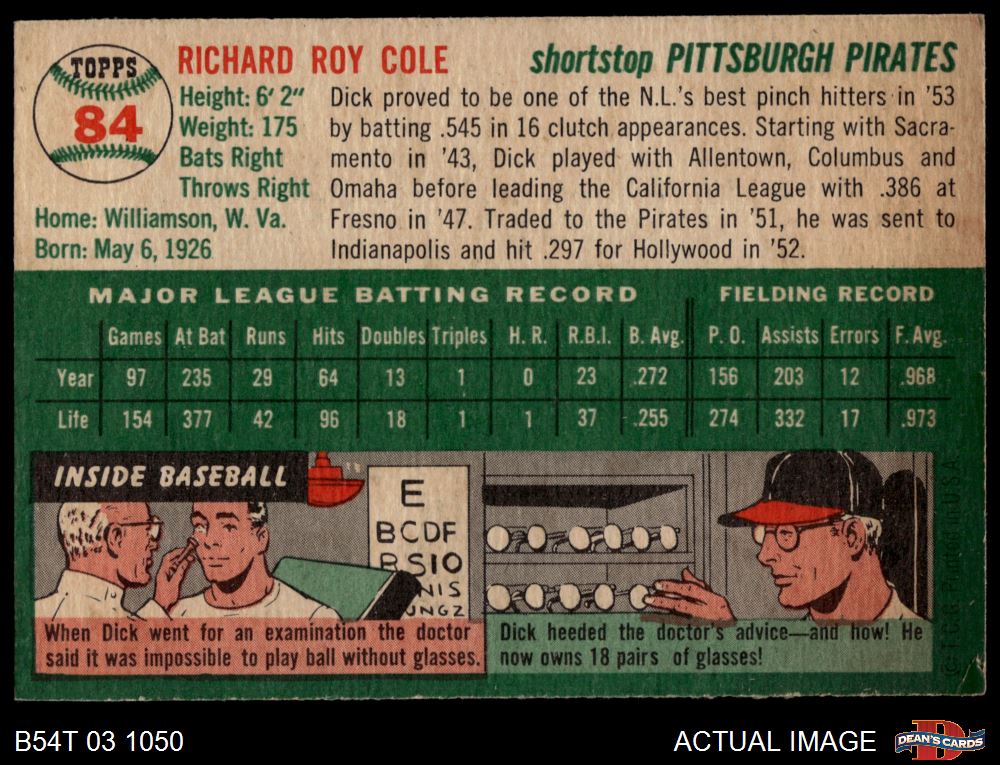 TOPPS
84
RICHARD ROY COLE
shortstop PITTSBURGH PIRATES
Height: 6' 2"
Weight: 175
Bats Right
Throws Right
Home: Williamson, W. Va.
Born: May 6, 1926
Dick proved to be one of the N.L.'s best pinch hitters in '53
by batting .545 in 16 clutch appearances. Starting with Sacra-
mento in '43, Dick played with Allentown, Columbus and
Omaha before leading the California League with .386 at
Fresno in '47. Traded to the Pirates in '51, he was sent to
Indianapolis and hit .297 for Hollywood in '52.
MAJOR LEAGUE BATTING RECORD FIELDING RECORD
Games At Bat Runs Hits Doubles Triples H. R. R.B.I. B. Avg. P. O. Assists Errors F. Avg.
Year 97 235 29 64 13 1 0 23 .272 156 203 12 .968
Life 154 377 42 96 18 1 1 37 .255 274 332 17 .973
INSIDE BASEBALL
E
BCDF
RSIO
NIS
UNGZ
When Dick went for an examination the doctor
said it was impossible to play ball without glasses.
Dick heeded the doctor's advice—and how! He
now owns 18 pairs of glasses!
© T.C.G. Printed in U.S.A.
B54T 03 1050
ACTUAL IMAGE
DEAN'S CARDS